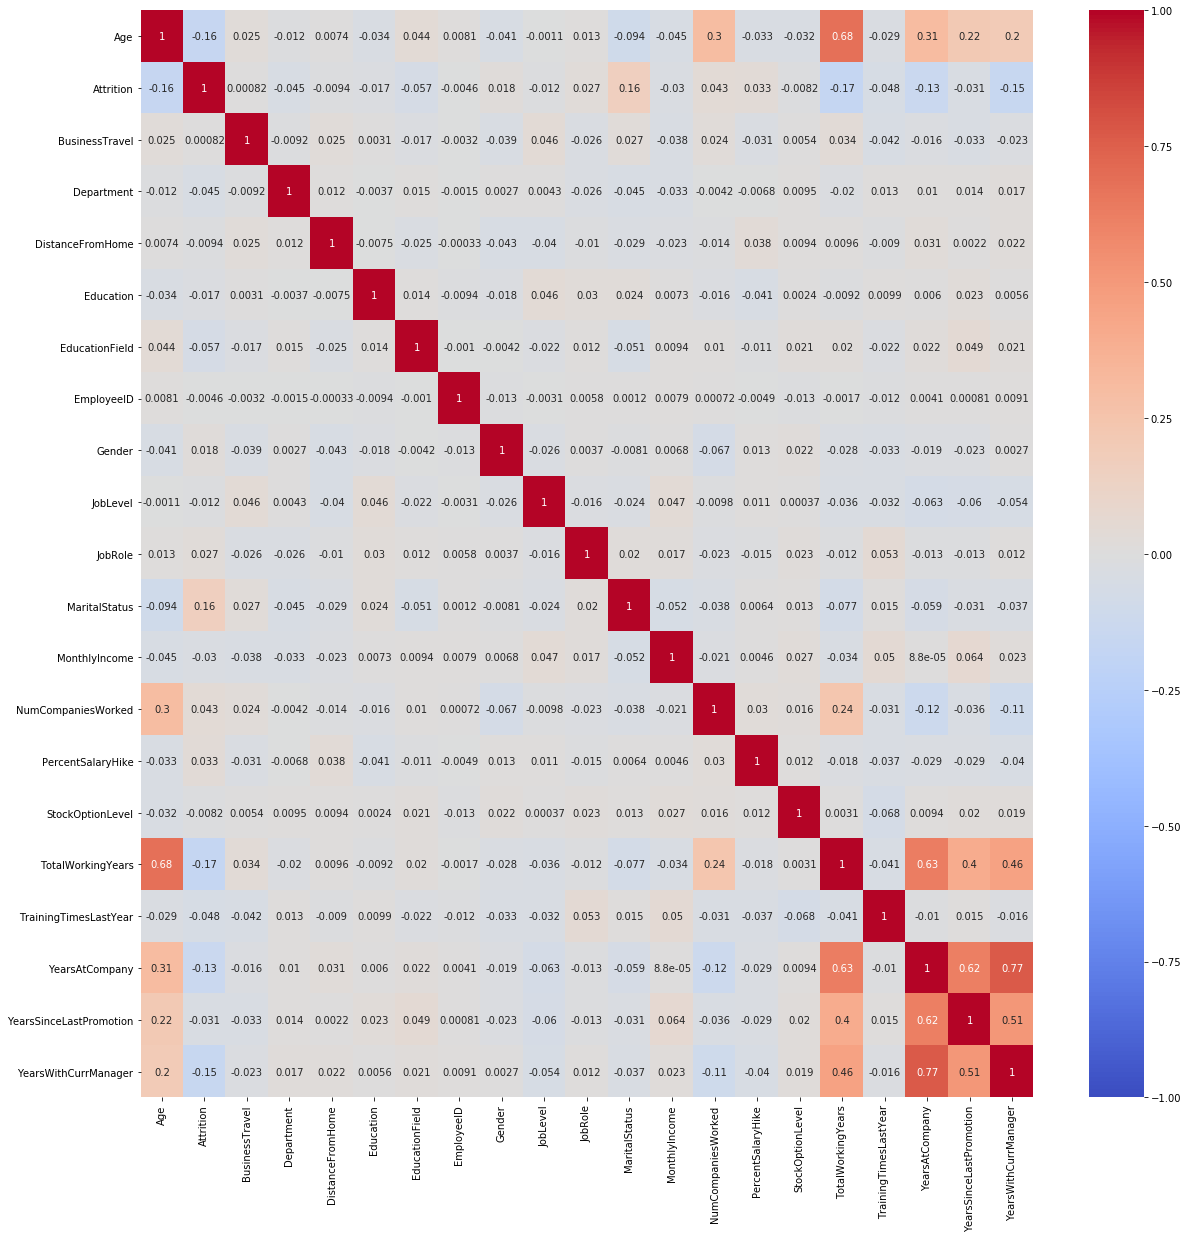 Age 1 -0.16 0.025 -0.012 0.0074 -0.034 0.044 0.0081 -0.041 -0.0011 0.013 -0.094 -0.045 0.3 -0.033 -0.032 0.68 -0.029 0.31 0.22 0.2
Attrition -0.16 1 0.00082 -0.045 -0.0094 -0.017 -0.057 -0.0046 0.018 -0.012 0.027 0.16 -0.03 0.043 0.033 -0.0082 -0.17 -0.048 -0.13 -0.031 -0.15
BusinessTravel 0.025 0.00082 1 -0.0092 0.025 0.0031 -0.017 -0.0032 -0.039 0.046 -0.026 0.027 -0.038 0.024 -0.031 0.0054 0.034 -0.042 -0.016 -0.033 -0.023
Department -0.012 -0.045 -0.0092 1 0.012 -0.0037 0.015 -0.0015 0.0027 0.0043 -0.026 -0.045 -0.033 -0.0042 -0.0068 0.0095 -0.02 0.013 0.01 0.014 0.017
DistanceFromHome 0.0074 -0.0094 0.025 0.012 1 -0.0075 -0.025 -0.00033 -0.043 -0.04 -0.01 -0.029 -0.023 -0.014 0.038 0.0094 0.0096 -0.009 0.031 0.0022 0.022
Education -0.034 -0.017 0.0031 -0.0037 -0.0075 1 0.014 -0.0094 -0.018 0.046 0.03 0.024 0.0073 -0.016 -0.041 0.0024 -0.0092 0.0099 0.006 0.023 0.0056
EducationField 0.044 -0.057 -0.017 0.015 -0.025 0.014 1 -0.001 -0.0042 -0.022 0.012 -0.051 0.0094 0.01 -0.011 0.021 0.02 -0.022 0.022 0.049 0.021
EmployeeID 0.0081 -0.0046 -0.0032 -0.0015 -0.00033 -0.0094 -0.001 1 -0.013 -0.0031 0.0058 0.0012 0.0079 0.00072 -0.0049 -0.013 -0.0017 -0.012 0.0041 0.00081 0.0091
Gender -0.041 0.018 -0.039 0.0027 -0.043 -0.018 -0.0042 -0.013 1 -0.026 0.0037 -0.0081 0.0068 -0.067 0.013 0.022 -0.028 -0.033 -0.019 -0.023 0.0027
JobLevel -0.0011 -0.012 0.046 0.0043 -0.04 0.046 -0.022 -0.0031 -0.026 1 -0.016 -0.024 0.047 -0.0098 0.011 0.00037 -0.036 -0.032 -0.063 -0.06 -0.054
JobRole 0.013 0.027 -0.026 -0.026 -0.01 0.03 0.012 0.0058 0.0037 -0.016 1 0.02 0.017 -0.023 -0.015 0.023 -0.012 0.053 -0.013 -0.013 0.012
MaritalStatus -0.094 0.16 0.027 -0.045 -0.029 0.024 -0.051 0.0012 -0.0081 -0.024 0.02 1 -0.052 -0.038 0.0064 0.013 -0.077 0.015 -0.059 -0.031 -0.037
MonthlyIncome -0.045 -0.03 -0.038 -0.033 -0.023 0.0073 0.0094 0.0079 0.0068 0.047 0.017 -0.052 1 -0.021 0.0046 0.027 -0.034 0.05 8.8e-05 0.064 0.023
NumCompaniesWorked 0.3 0.043 0.024 -0.0042 -0.014 -0.016 0.01 0.00072 -0.067 -0.0098 -0.023 -0.038 -0.021 1 0.03 0.016 0.24 -0.031 -0.12 -0.036 -0.11
PercentSalaryHike -0.033 0.033 -0.031 -0.0068 0.038 -0.041 -0.011 -0.0049 0.013 0.011 -0.015 0.0064 0.0046 0.03 1 0.012 -0.018 -0.037 -0.029 -0.029 -0.04
StockOptionLevel -0.032 -0.0082 0.0054 0.0095 0.0094 0.0024 0.021 -0.013 0.022 0.00037 0.023 0.013 0.027 0.016 0.012 1 0.0031 -0.068 0.0094 0.02 0.019
TotalWorkingYears 0.68 -0.17 0.034 -0.02 0.0096 -0.0092 0.02 -0.0017 -0.028 -0.036 -0.012 -0.077 -0.034 0.24 -0.018 0.0031 1 -0.041 0.63 0.4 0.46
TrainingTimesLastYear -0.029 -0.048 -0.042 0.013 -0.009 0.0099 -0.022 -0.012 -0.033 -0.032 0.053 0.015 0.05 -0.031 -0.037 -0.068 -0.041 1 -0.01 0.015 -0.016
YearsAtCompany 0.31 -0.13 -0.016 0.01 0.031 0.006 0.022 0.0041 -0.019 -0.063 -0.013 -0.059 8.8e-05 -0.12 -0.029 0.0094 0.63 -0.01 1 0.62 0.77
YearsSinceLastPromotion 0.22 -0.031 -0.033 0.014 0.0022 0.023 0.049 0.00081 -0.023 -0.06 -0.013 -0.031 0.064 -0.036 -0.029 0.02 0.4 0.015 0.62 1 0.51
YearsWithCurrManager 0.2 -0.15 -0.023 0.017 0.022 0.0056 0.021 0.0091 0.0027 -0.054 0.012 -0.037 0.023 -0.11 -0.04 0.019 0.46 -0.016 0.77 0.51 1
Age
Attrition
BusinessTravel
Department
DistanceFromHome
Education
EducationField
EmployeeID
Gender
JobLevel
JobRole
MaritalStatus
MonthlyIncome
NumCompaniesWorked
PercentSalaryHike
StockOptionLevel
TotalWorkingYears
TrainingTimesLastYear
YearsAtCompany
YearsSinceLastPromotion
YearsWithCurrManager
1.00
0.75
0.50
0.25
0.00
−0.25
−0.50
−0.75
−1.00